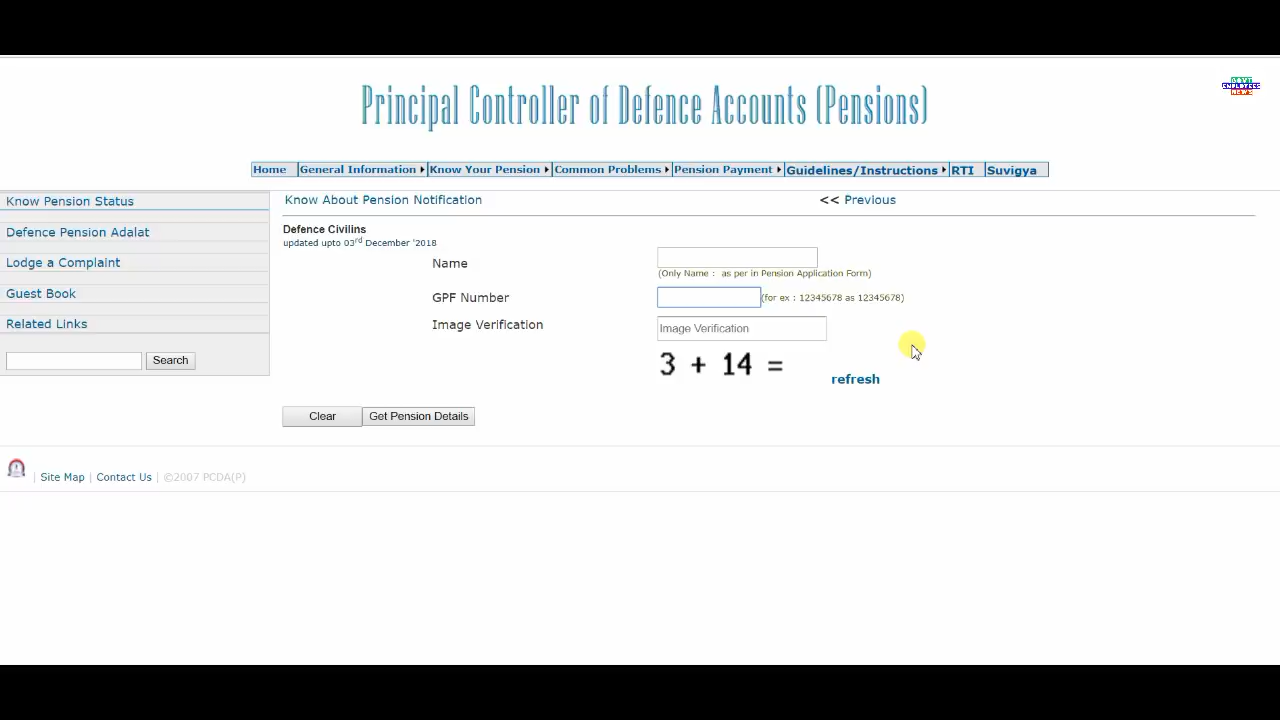 Principal Controller of Defence Accounts (Pensions)
GOVT
EMPLOYEES
NEWS
Home General Information Know Your Pension Common Problems Pension Payment Guidelines/Instructions RTI Suvigya
Know Pension Status
Defence Pension Adalat
Lodge a Complaint
Guest Book
Related Links
Search
Know About Pension Notification << Previous
Defence Civilins
updated upto 03rd December '2018
Name
(Only Name : as per in Pension Application Form)
GPF Number (for ex : 12345678 as 12345678)
Image Verification Image Verification
3 + 14 =
refresh
Clear Get Pension Details
| Site Map | Contact Us | ©2007 PCDA(P)